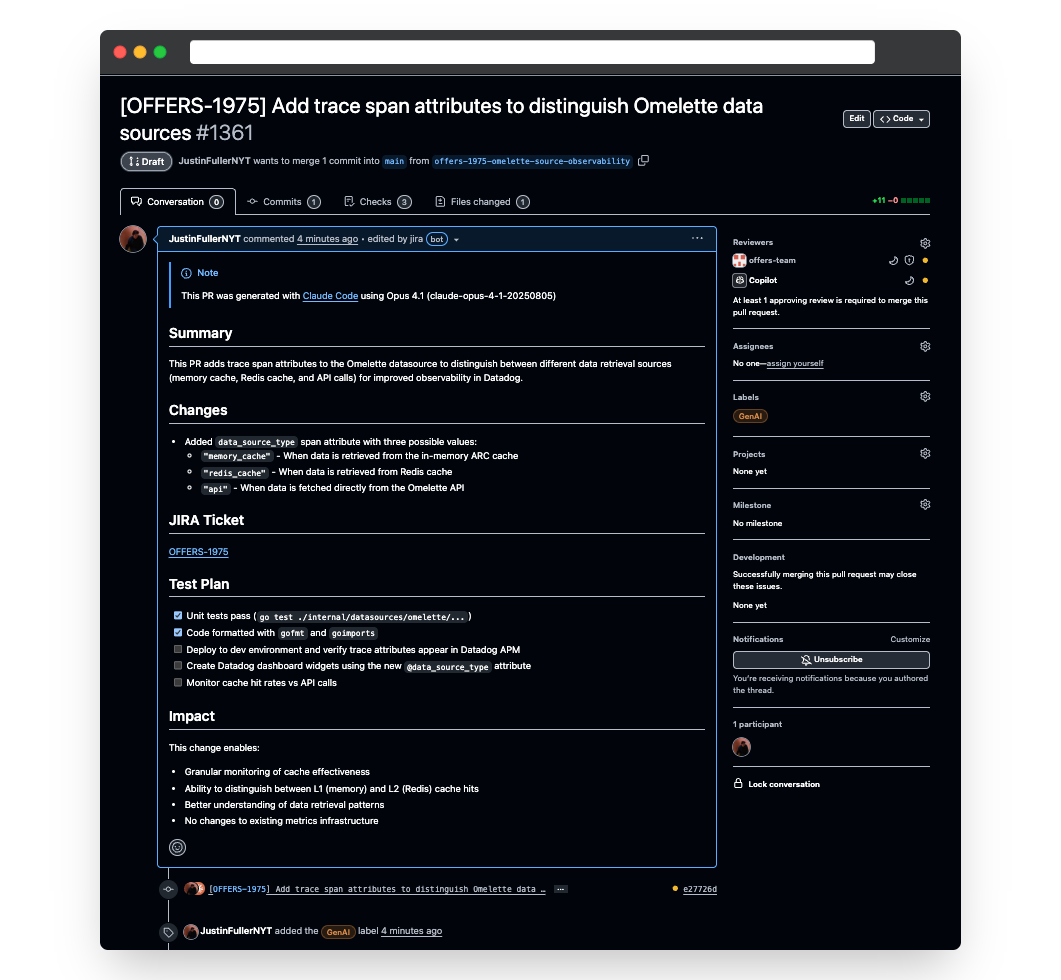 [OFFERS-1975] Add trace span attributes to distinguish Omelette data
sources #1361
Edit
Code
Draft
JustinFullerNYT wants to merge 1 commit into main from offers-1975-omelette-source-observability
Conversation 0
Commits 1
Checks 3
Files changed 1
+11 −0
JustinFullerNYT commented 4 minutes ago • edited by jira bot
Note
This PR was generated with Claude Code using Opus 4.1 (claude-opus-4-1-20250805)
Summary
This PR adds trace span attributes to the Omelette datasource to distinguish between different data retrieval sources
(memory cache, Redis cache, and API calls) for improved observability in Datadog.
Changes
• Added data_source_type span attribute with three possible values:
"memory_cache" - When data is retrieved from the in-memory ARC cache
"redis_cache" - When data is retrieved from Redis cache
"api" - When data is fetched directly from the Omelette API
JIRA Ticket
OFFERS-1975
Test Plan
Unit tests pass ( go test ./internal/datasources/omelette/... )
Code formatted with gofmt and goimports
Deploy to dev environment and verify trace attributes appear in Datadog APM
Create Datadog dashboard widgets using the new @data_source_type attribute
Monitor cache hit rates vs API calls
Impact
This change enables:
• Granular monitoring of cache effectiveness
• Ability to distinguish between L1 (memory) and L2 (Redis) cache hits
• Better understanding of data retrieval patterns
• No changes to existing metrics infrastructure
[OFFERS-1975] Add trace span attributes to distinguish Omelette data … 
e27726d
JustinFullerNYT added the GenAI label 4 minutes ago
Reviewers
offers-team
Copilot
At least 1 approving review is required to merge this
pull request.
Assignees
No one—assign yourself
Labels
GenAI
Projects
None yet
Milestone
No milestone
Development
Successfully merging this pull request may close
these issues.
None yet
Notifications
Customize
Unsubscribe
You're receiving notifications because you authored
the thread.
1 participant
Lock conversation